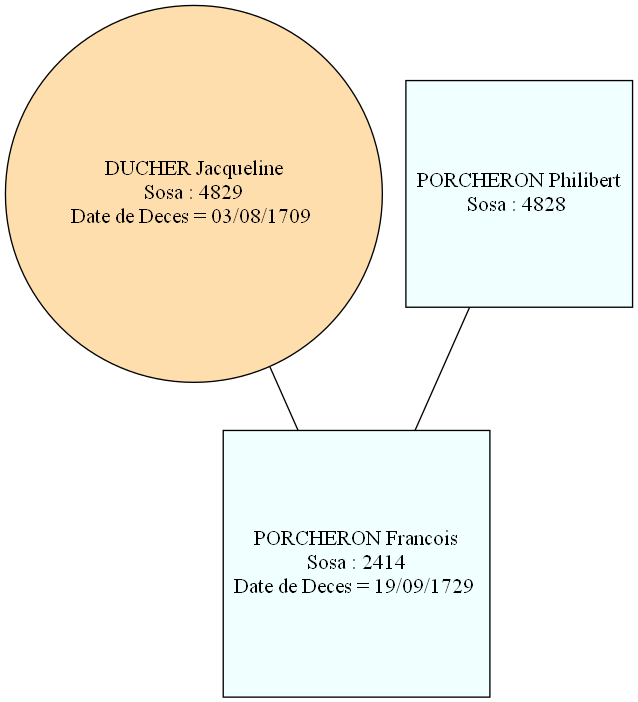 DUCHER Jacqueline
Sosa : 4829
Date de Deces = 03/08/1709
PORCHERON Philibert
Sosa : 4828
PORCHERON Francois
Sosa : 2414
Date de Deces = 19/09/1729